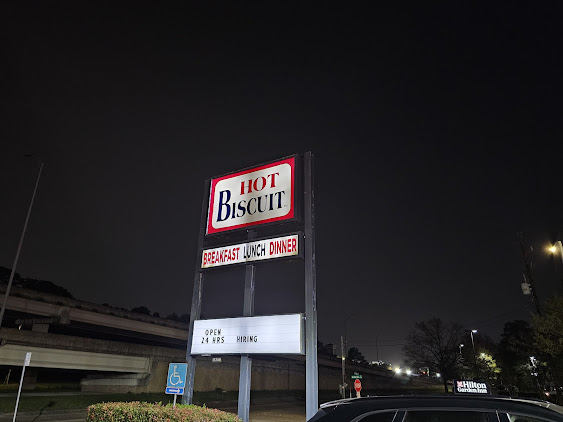 HOT
BISCUIT
BREAKFAST LUNCH DINNER
OPEN
24 HRS HIRING
Hilton
Garden Inn